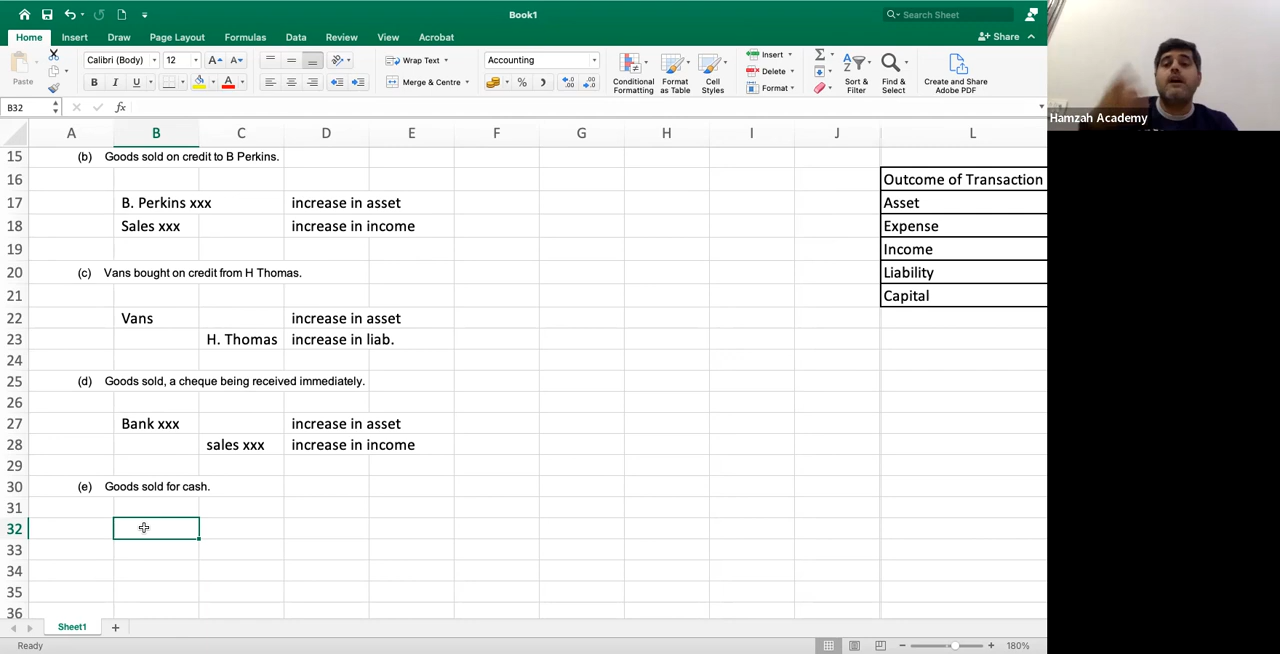 Book1
Search Sheet
Home Insert Draw Page Layout Formulas Data Review View Acrobat
Share
Paste
Calibri (Body) 12
Wrap Text
Accounting
B I U
Merge & Centre
Conditional Formatting
Format as Table
Cell Styles
Insert
Delete
Format
Sort & Filter
Find & Select
Create and Share Adobe PDF
B32
fx
A B C D E F G H I J L
15 (b) Goods sold on credit to B Perkins.
16 Outcome of Transaction
17 B. Perkins xxx increase in asset Asset
18 Sales xxx increase in income Expense
19 Income
20 (c) Vans bought on credit from H Thomas. Liability
21 Capital
22 Vans increase in asset
23 H. Thomas increase in liab.
24
25 (d) Goods sold, a cheque being received immediately.
26
27 Bank xxx increase in asset
28 sales xxx increase in income
29
30 (e) Goods sold for cash.
31
32
33
34
35
36
Sheet1
Ready
180%
Hamzah Academy